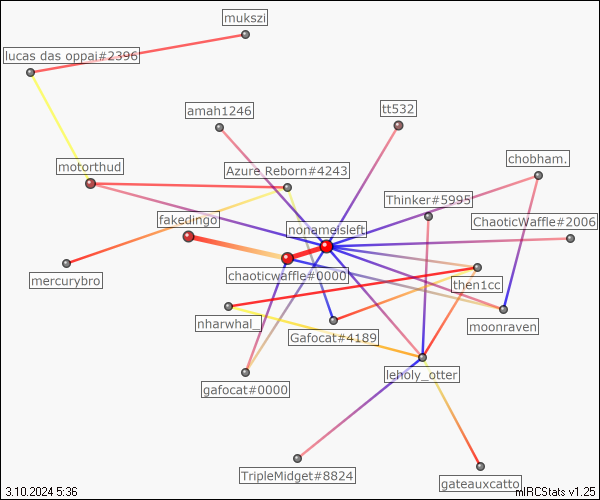 mukszi
lucas das oppai#2396
amah1246
tt532
chobham.
motorthud
Azure Reborn#4243
Thinker#5995
fakedingo
nonameisleft
ChaoticWaffle#2006
chaoticwaffle#0000
mercurybro
then1cc
nharwhal_
moonraven
Gafocat#4189
leholy_otter
gafocat#0000
TripleMidget#8824
gateauxcatto
3.10.2024 5:36
mIRCStats v1.25